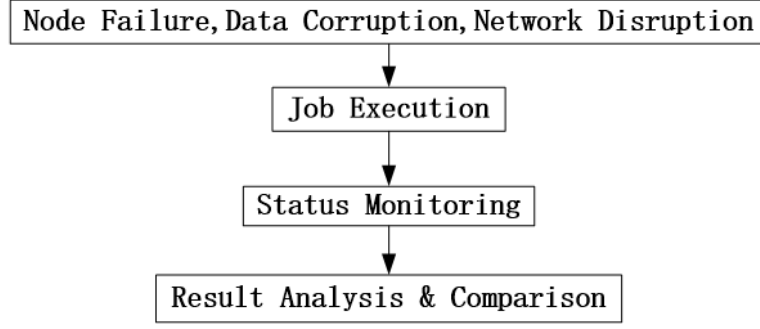 Node Failure,Data Corruption,Network Disruption
Job Execution
Status Monitoring
Result Analysis & Comparison